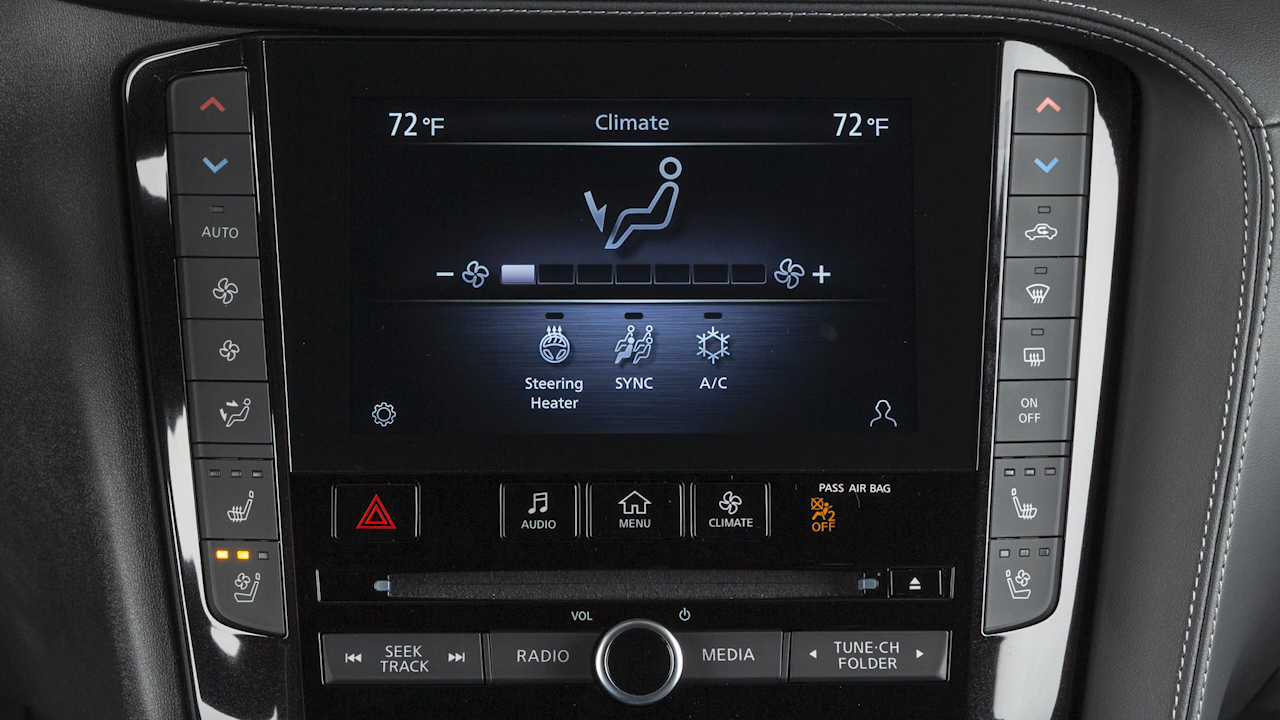 72°F
Climate
72°F
AUTO
Steering
Heater
SYNC
A/C
ON
OFF
AUDIO
MENU
CLIMATE
PASS AIR BAG
2
OFF
VOL
SEEK
TRACK
RADIO
MEDIA
TUNE·CH
FOLDER